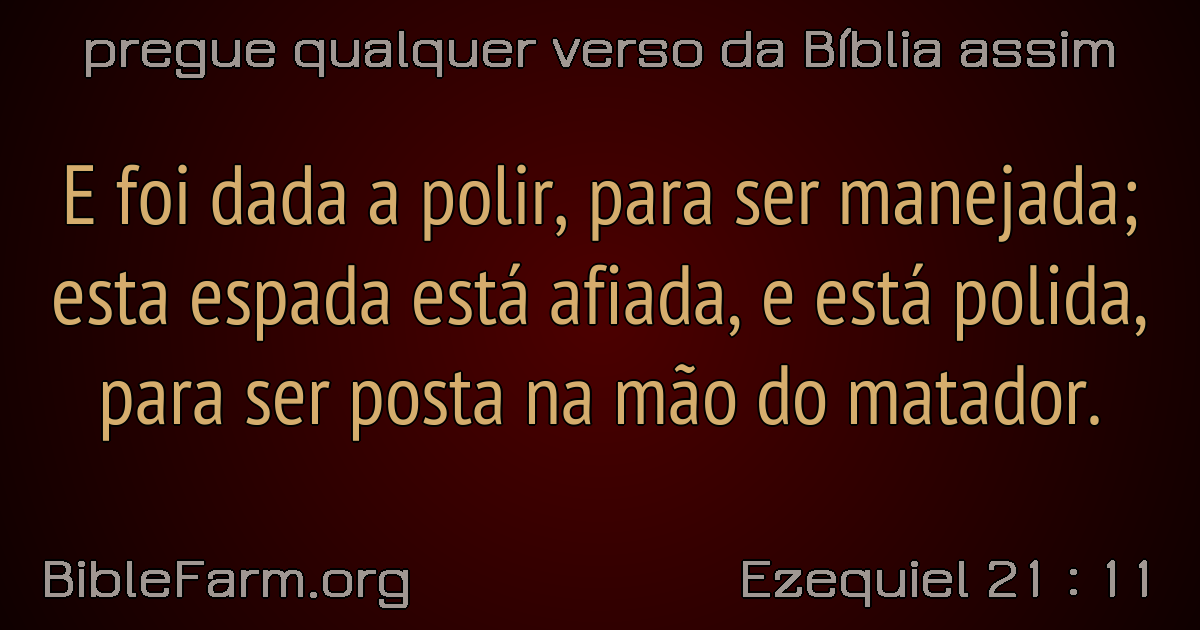 pregue qualquer verso da Bíblia assim
E foi dada a polir, para ser manejada;
esta espada está afiada, e está polida,
para ser posta na mão do matador.
BibleFarm.org
Ezequiel 21 : 11